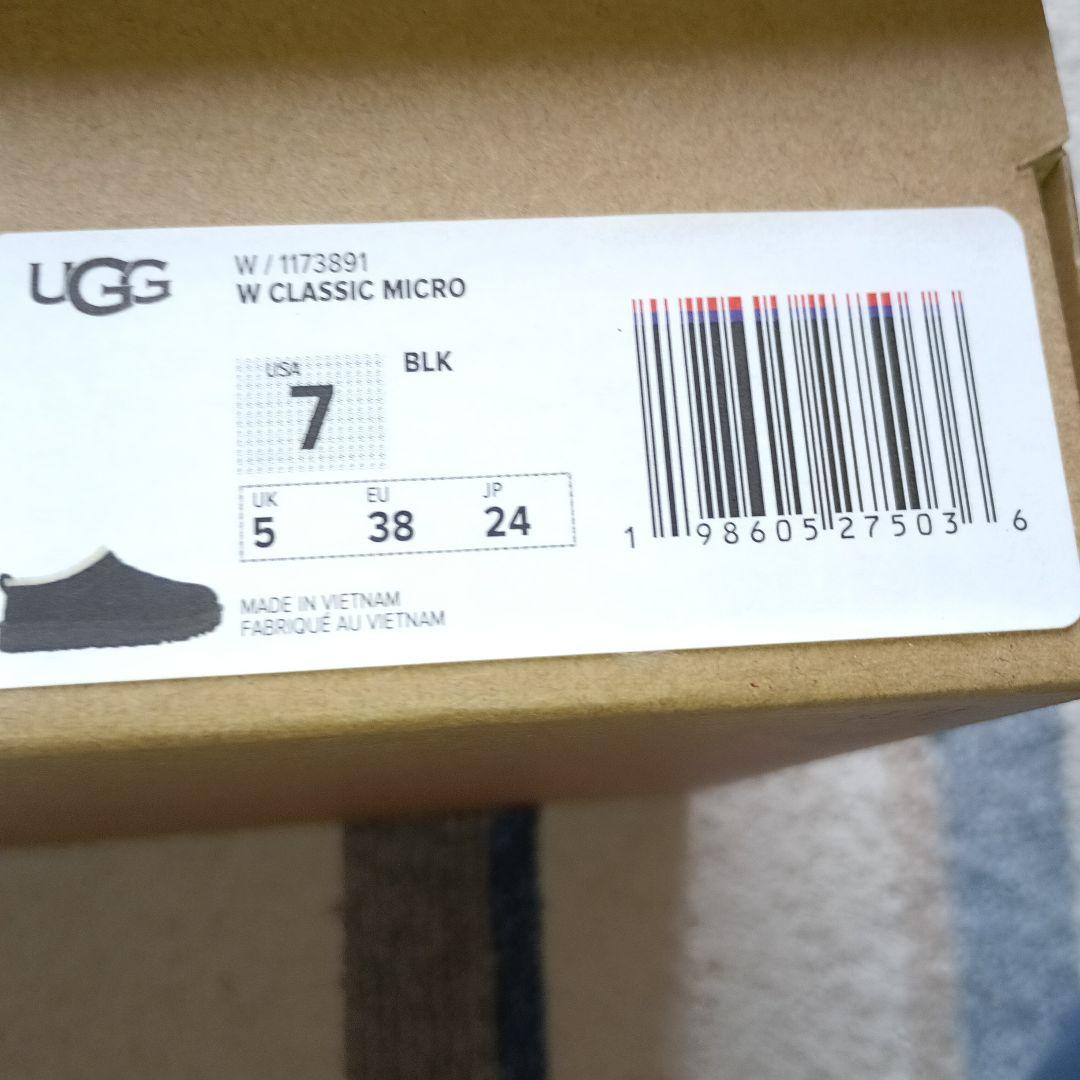 UGG
W / 1173891
W CLASSIC MICRO
USA
7
BLK
UK
5
EU
38
JP
24
MADE IN VIETNAM
FABRIQUÉ AU VIETNAM
1 98605 27503 6